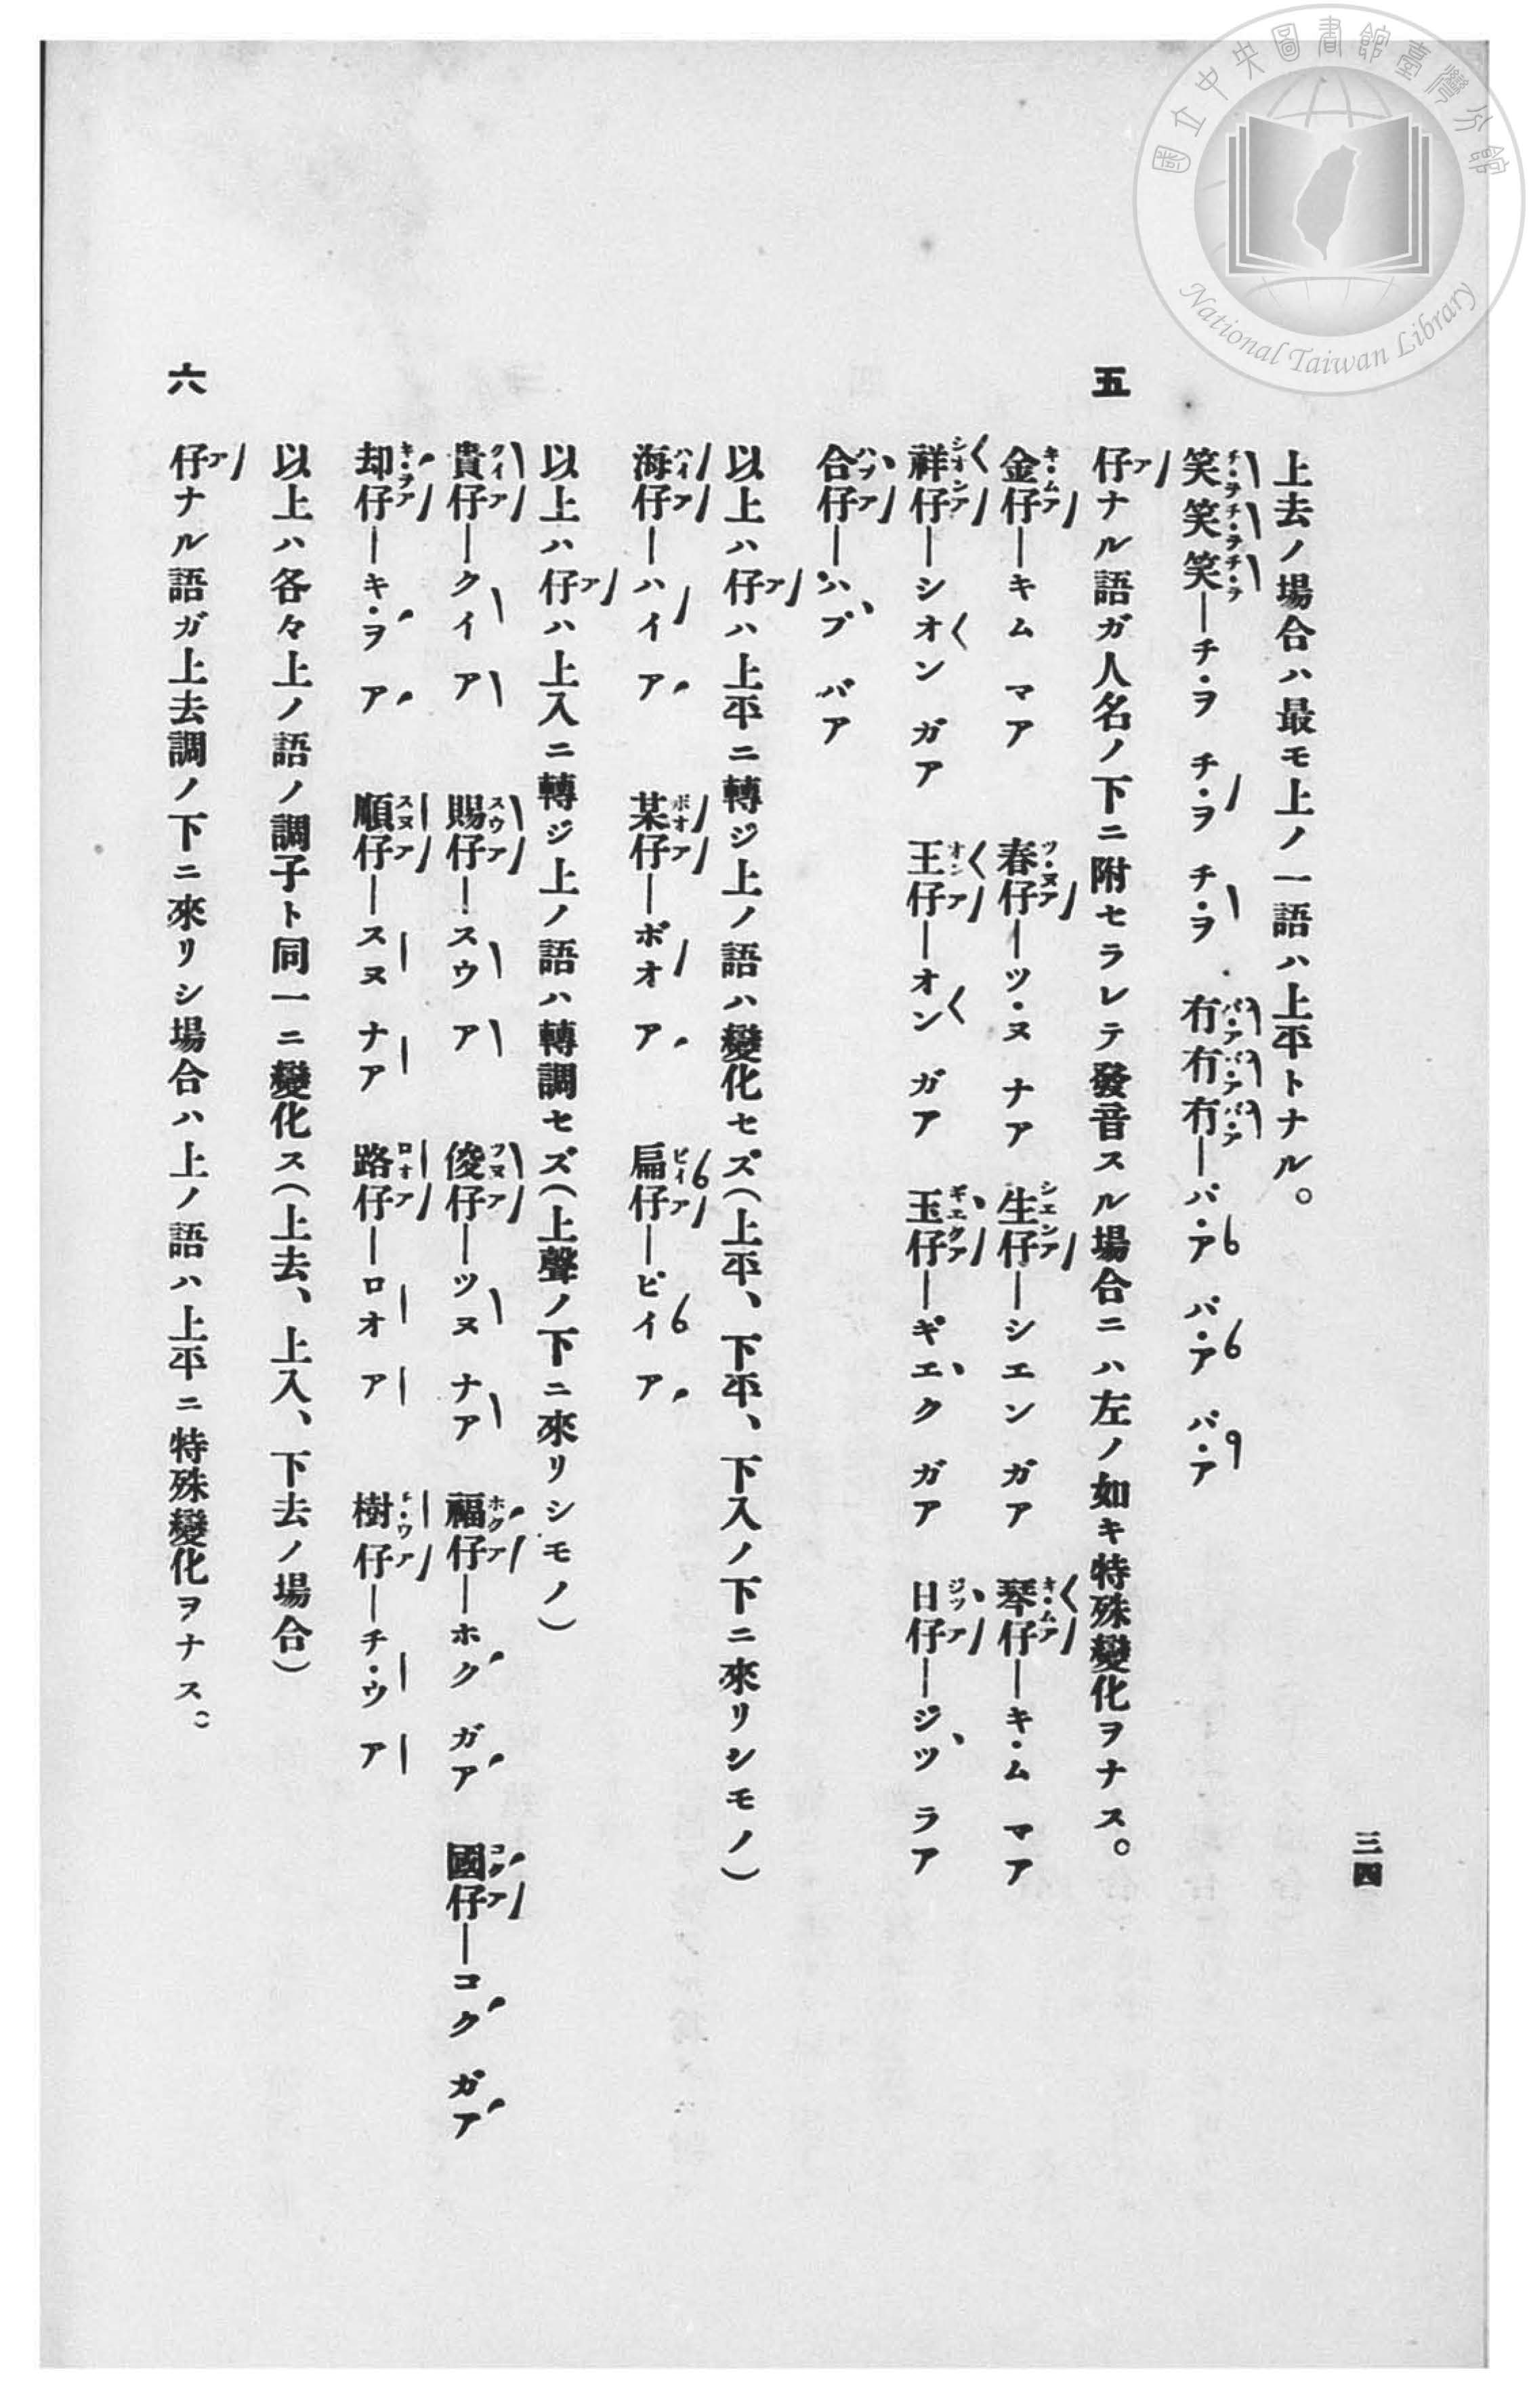 國立中央圖書館臺灣分館
National Taiwan Library
三四
上去ノ場合ハ最モ上ノ一語ハ上平トナル。
笑笑笑―チ・ヲ チ・ヲ チ・ヲ 冇冇冇―パ・ア パ・ア パ・ア
五 仔ナル語ガ人名ノ下ニ附セラレテ發音スル場合ニハ左ノ如キ特殊變化ヲナス。
金仔―キム マア 春仔―ツ・ヌ ナア 生仔―シエン ガア 琴仔―キ・ム マア
祥仔―シオン ガア 王仔―オン ガア 玉仔―ギエク ガア 日仔―ジツ ラア
合仔―ハブ バア
以上ハ仔ハ上平ニ轉ジ上ノ語ハ變化セズ(上平、下平、下入ノ下ニ來リシモノ)
海仔―ハイ ア 某仔―ボオ ア 扁仔―ピイ ア
以上ハ仔ハ上入ニ轉ジ上ノ語ハ轉調セズ(上聲ノ下ニ來リシモノ)
貴仔―クイ ア 賜仔―スウ ア 俊仔―ツヌ ナア 福仔―ホク ガア 國仔―コク ガア
却仔―キ・ヲ ア 順仔―スヌ ナア 路仔―ロオ ア 樹仔―チ・ウ ア
以上ハ各々上ノ語ノ調子ト同一ニ變化ス(上去、上入、下去ノ場合)
六 仔ナル語ガ上去調ノ下ニ來リシ場合ハ上ノ語ハ上平ニ特殊變化ヲナス。